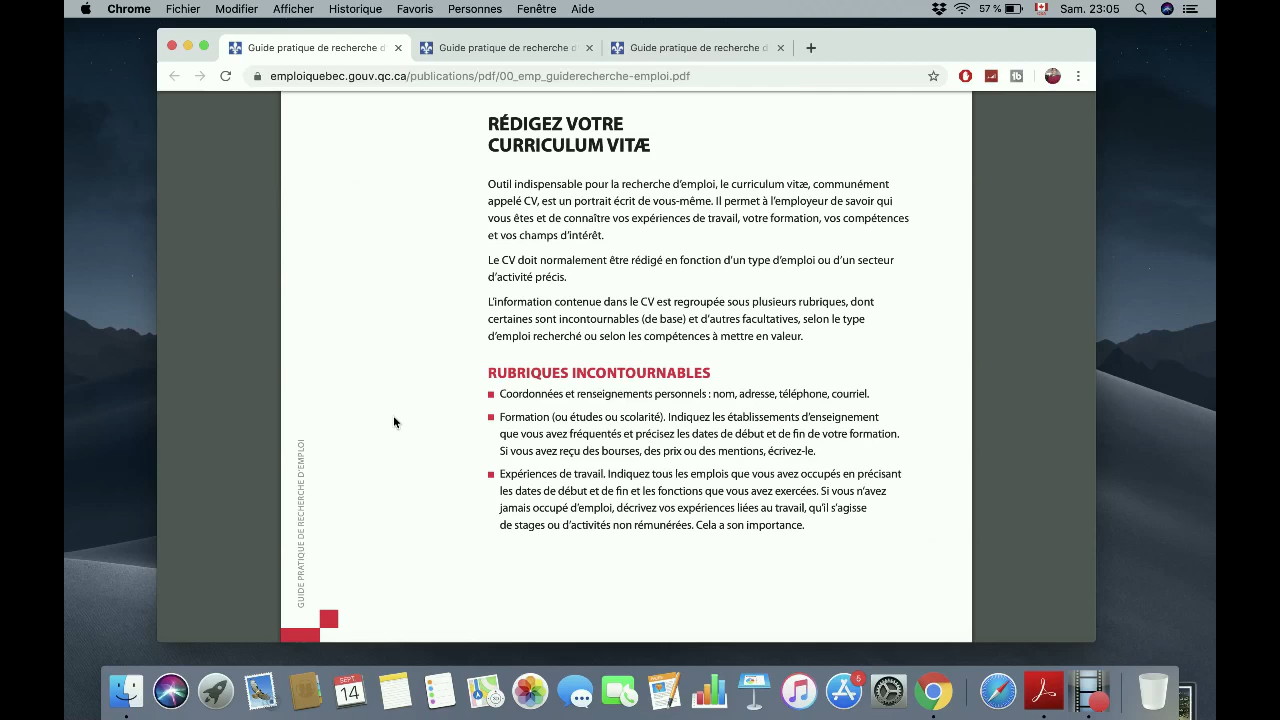 Chrome Fichier Modifier Afficher Historique Favoris Personnes Fenêtre Aide 57 % Sam. 23:05
Guide pratique de recherche d
Guide pratique de recherche d
Guide pratique de recherche d
emploiquebec.gouv.qc.ca/publications/pdf/00_emp_guiderecherche-emploi.pdf
RÉDIGEZ VOTRE
CURRICULUM VITÆ
Outil indispensable pour la recherche d’emploi, le curriculum vitæ, communément
appelé CV, est un portrait écrit de vous-même. Il permet à l’employeur de savoir qui
vous êtes et de connaître vos expériences de travail, votre formation, vos compétences
et vos champs d’intérêt.
Le CV doit normalement être rédigé en fonction d’un type d’emploi ou d’un secteur
d’activité précis.
L’information contenue dans le CV est regroupée sous plusieurs rubriques, dont
certaines sont incontournables (de base) et d’autres facultatives, selon le type
d’emploi recherché ou selon les compétences à mettre en valeur.
RUBRIQUES INCONTOURNABLES
Coordonnées et renseignements personnels : nom, adresse, téléphone, courriel.
Formation (ou études ou scolarité). Indiquez les établissements d’enseignement
que vous avez fréquentés et précisez les dates de début et de fin de votre formation.
Si vous avez reçu des bourses, des prix ou des mentions, écrivez-le.
Expériences de travail. Indiquez tous les emplois que vous avez occupés en précisant
les dates de début et de fin et les fonctions que vous avez exercées. Si vous n’avez
jamais occupé d’emploi, décrivez vos expériences liées au travail, qu’il s’agisse
de stages ou d’activités non rémunérées. Cela a son importance.
GUIDE PRATIQUE DE RECHERCHE D’EMPLOI
SEPT
14
5